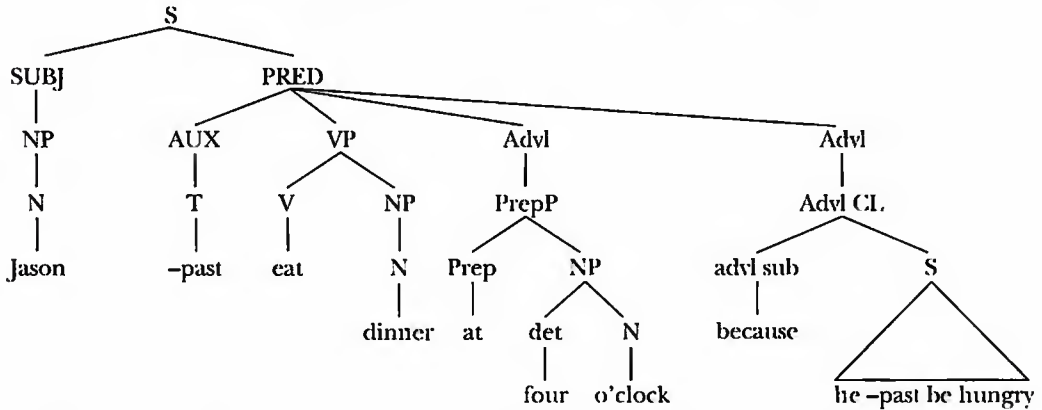 S
SUBJ PRED
NP AUX VP Advl Advl
N T V NP PrepP Advl CL
Jason –past eat N Prep NP advl sub S
dinner at det N because
four o'clock he –past be hungry